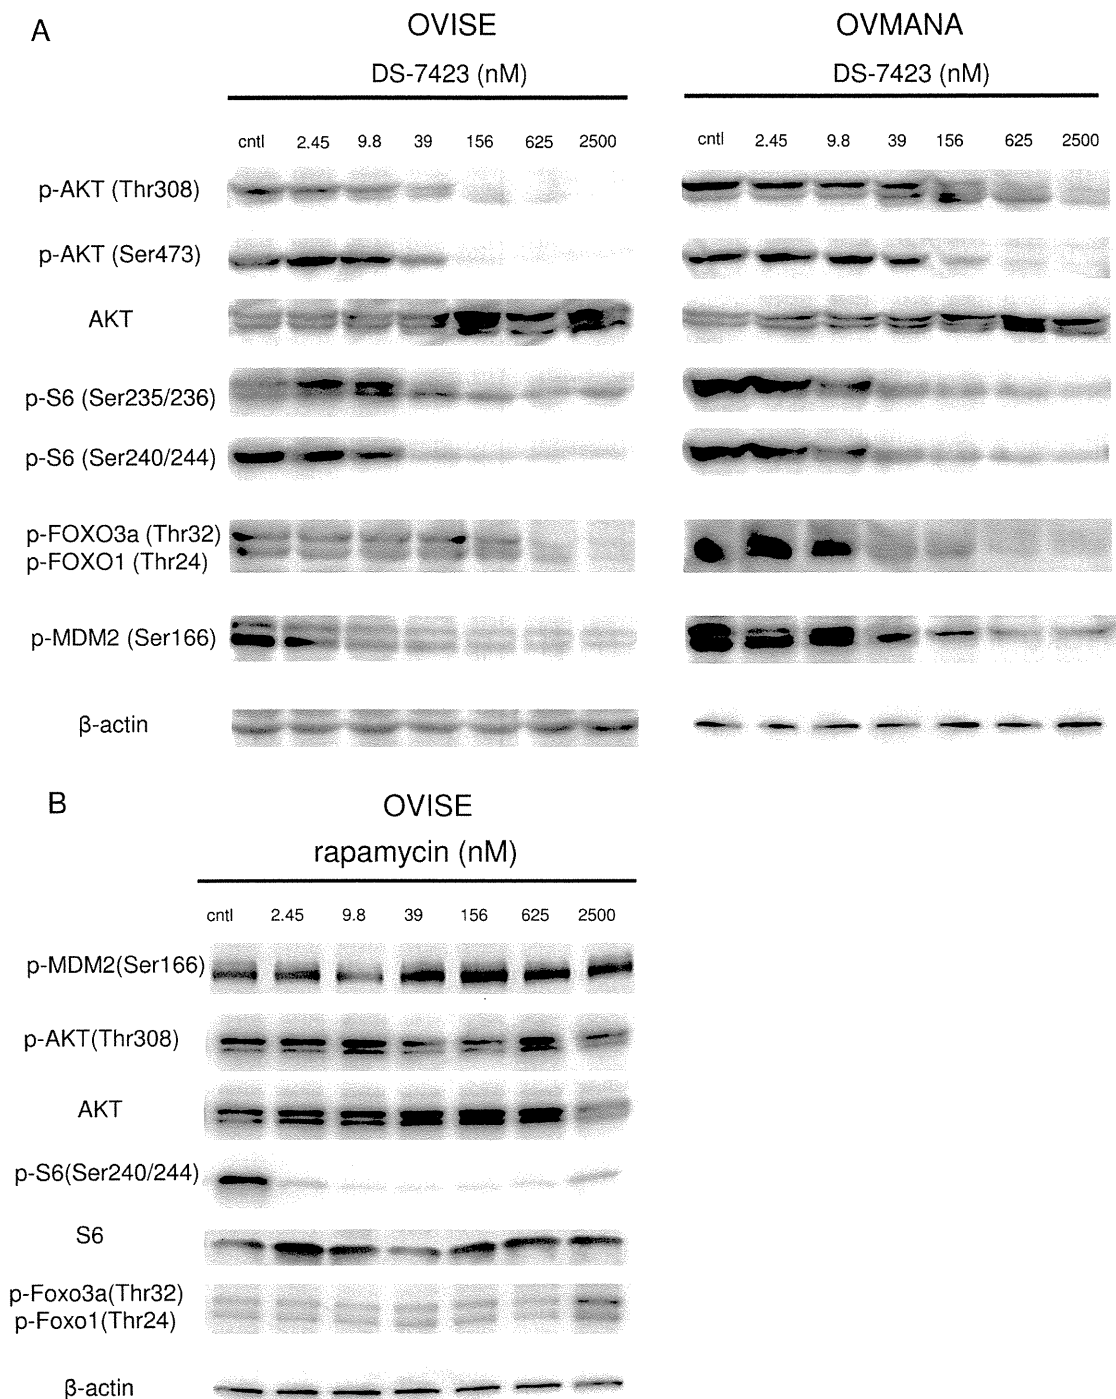 A
OVISE OVMANA
DS-7423 (nM) DS-7423 (nM)
cntl 2.45 9.8 39 156 625 2500 cntl 2.45 9.8 39 156 625 2500
p-AKT (Thr308)
p-AKT (Ser473)
AKT
p-S6 (Ser235/236)
p-S6 (Ser240/244)
p-FOXO3a (Thr32)
p-FOXO1 (Thr24)
p-MDM2 (Ser166)
β-actin
B
OVISE
rapamycin (nM)
cntl 2.45 9.8 39 156 625 2500
p-MDM2(Ser166)
p-AKT(Thr308)
AKT
p-S6(Ser240/244)
S6
p-Foxo3a(Thr32)
p-Foxo1(Thr24)
β-actin